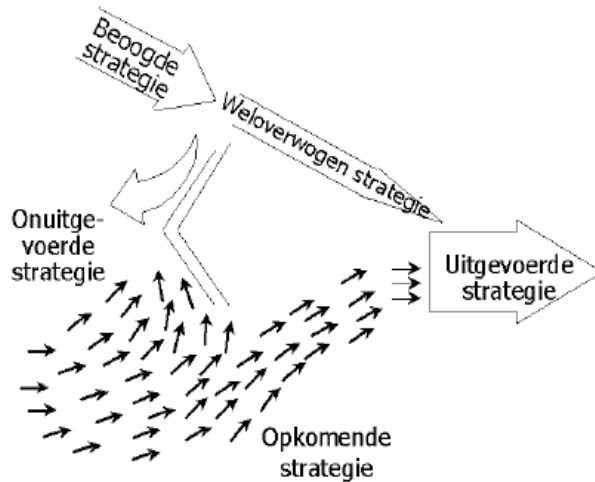 Beoogde
strategie
Weloverwogen strategie
Onuitge-
voerde
strategie
Uitgevoerde
strategie
Opkomende
strategie